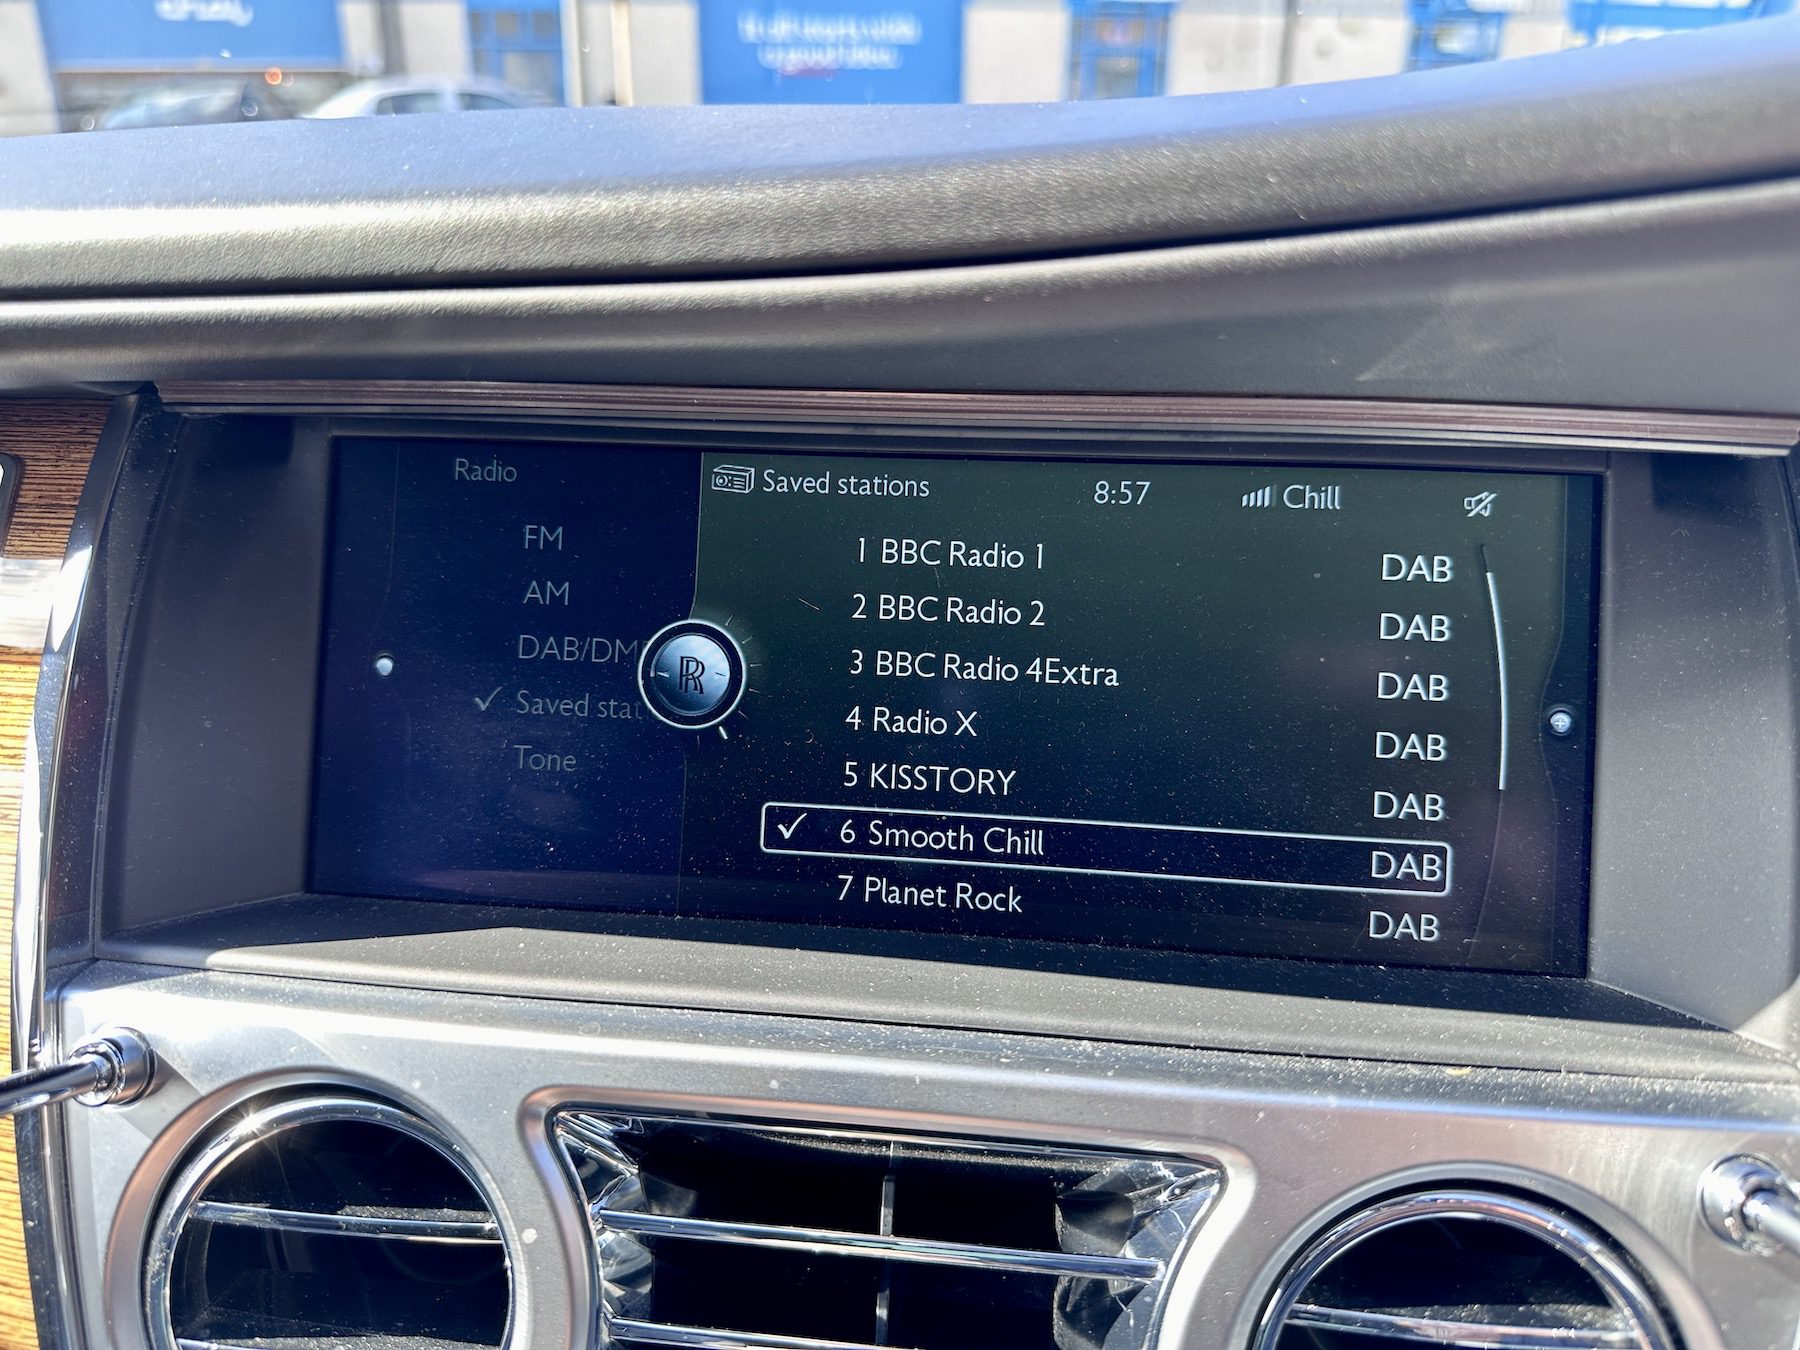 Radio
FM
AM
DAB/DM
✓ Saved stat
Tone
RR
Saved stations 8:57 Chill
1 BBC Radio 1 DAB
2 BBC Radio 2 DAB
3 BBC Radio 4Extra DAB
4 Radio X DAB
5 KISSTORY DAB
✓ 6 Smooth Chill DAB
7 Planet Rock DAB